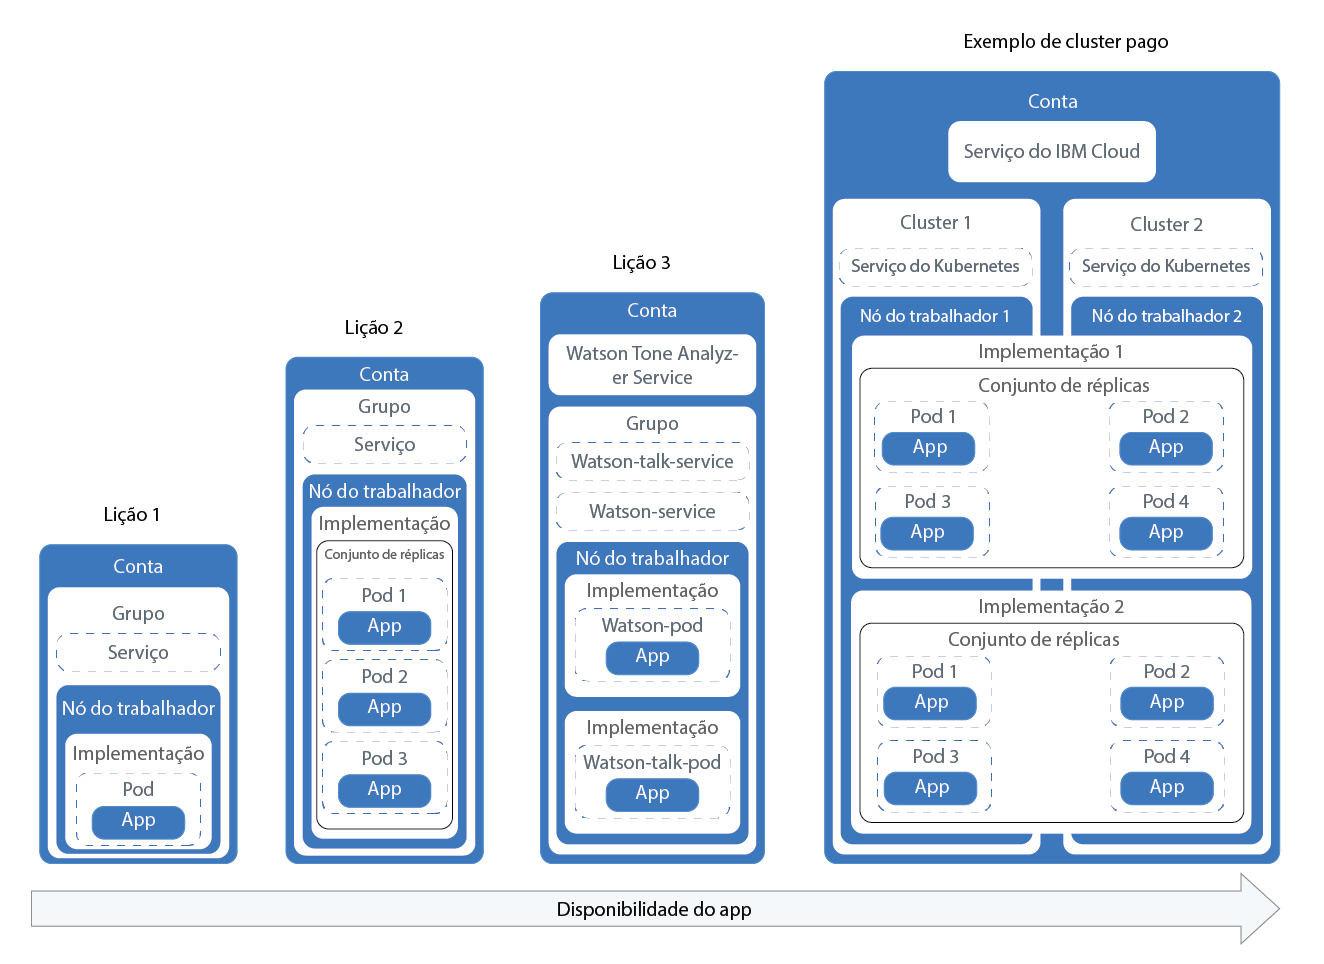 Lição 1
Conta
Grupo
Serviço
Nó do trabalhador
Implementação
Pod
App
Lição 2
Conta
Grupo
Serviço
Nó do trabalhador
Implementação
Conjunto de réplicas
Pod 1
App
Pod 2
App
Pod 3
App
Lição 3
Conta
Watson Tone Analyz-
er Service
Grupo
Watson-talk-service
Watson-service
Nó do trabalhador
Implementação
Watson-pod
App
Implementação
Watson-talk-pod
App
Exemplo de cluster pago
Conta
Serviço do IBM Cloud
Cluster 1
Cluster 2
Serviço do Kubernetes
Serviço do Kubernetes
Nó do trabalhador 1
Nó do trabalhador 2
Implementação 1
Conjunto de réplicas
Pod 1
App
Pod 2
App
Pod 3
App
Pod 4
App
Implementação 2
Conjunto de réplicas
Pod 1
App
Pod 2
App
Pod 3
App
Pod 4
App
Disponibilidade do app